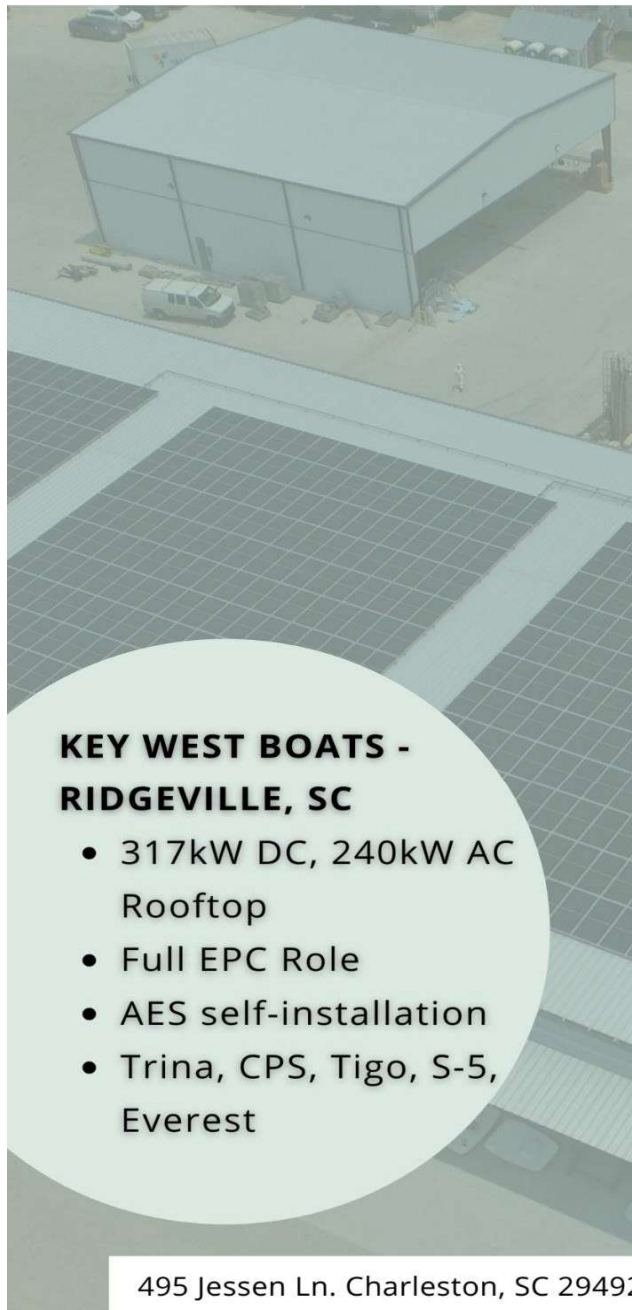 KEY WEST BOATS -
RIDGEVILLE, SC
• 317kW DC, 240kW AC
Rooftop
• Full EPC Role
• AES self-installation
• Trina, CPS, Tigo, S-5,
Everest
495 Jessen Ln. Charleston, SC 29492